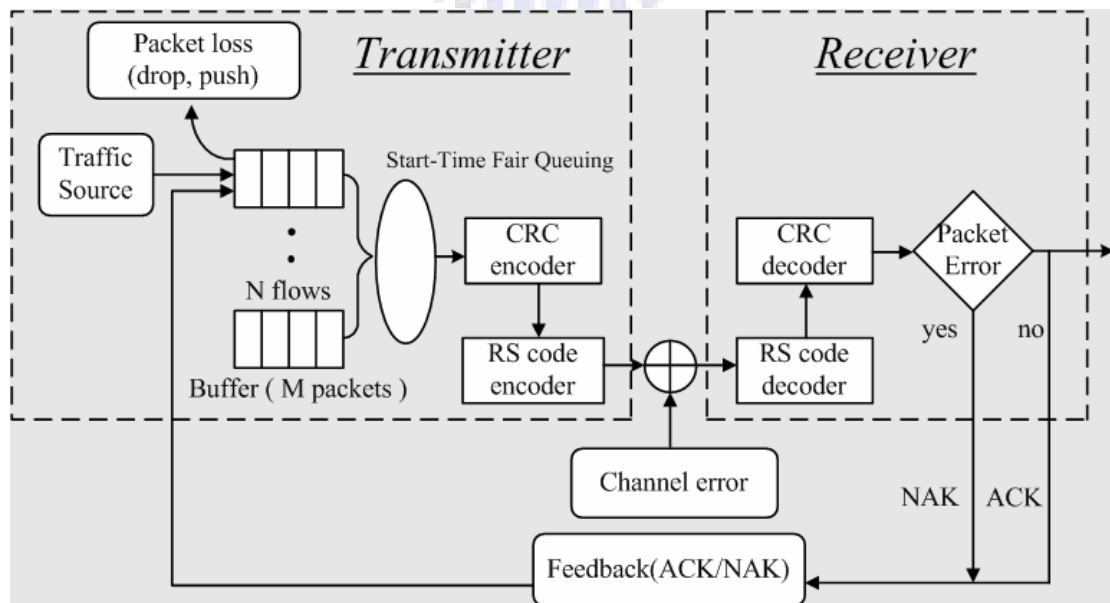 Transmitter
Receiver
Packet loss
(drop, push)
Traffic
Source
Start-Time Fair Queuing
N flows
Buffer ( M packets )
CRC
encoder
RS code
encoder
CRC
decoder
RS code
decoder
Packet
Error
yes
no
Channel error
NAK
ACK
Feedback(ACK/NAK)